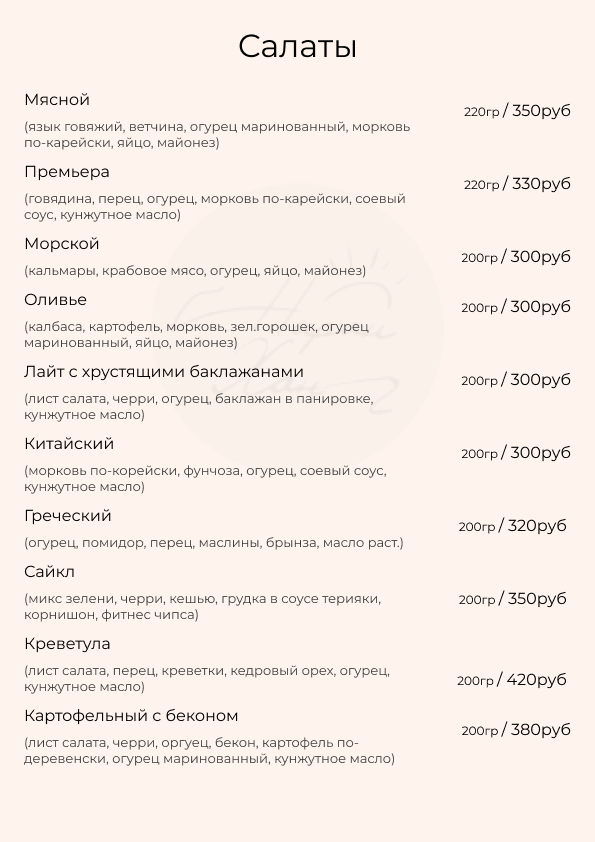 Салаты
Мясной
220гр / 350руб
(язык говяжий, ветчина, огурец маринованный, морковь
по-карейски, яйцо, майонез)
Премьера
220гр / 330руб
(говядина, перец, огурец, морковь по-карейски, соевый
соус, кунжутное масло)
Морской
200гр / 300руб
(кальмары, крабовое мясо, огурец, яйцо, майонез)
Оливье
200гр / 300руб
(калбаса, картофель, морковь, зел.горошек, огурец
маринованный, яйцо, майонез)
Лайт с хрустящими баклажанами
200гр / 300руб
(лист салата, черри, огурец, баклажан в панировке,
кунжутное масло)
Китайский
200гр / 300руб
(морковь по-корейски, фунчоза, огурец, соевый соус,
кунжутное масло)
Греческий
200гр / 320руб
(огурец, помидор, перец, маслины, брынза, масло раст.)
Сайкл
200гр / 350руб
(микс зелени, черри, кешью, грудка в соусе терияки,
корнишон, фитнес чипса)
Креветула
(лист салата, перец, креветки, кедровый орех, огурец,
кунжутное масло)
200гр / 420руб
Картофельный с беконом
200гр / 380руб
(лист салата, черри, оргуец, бекон, картофель по-
деревенски, огурец маринованный, кунжутное масло)